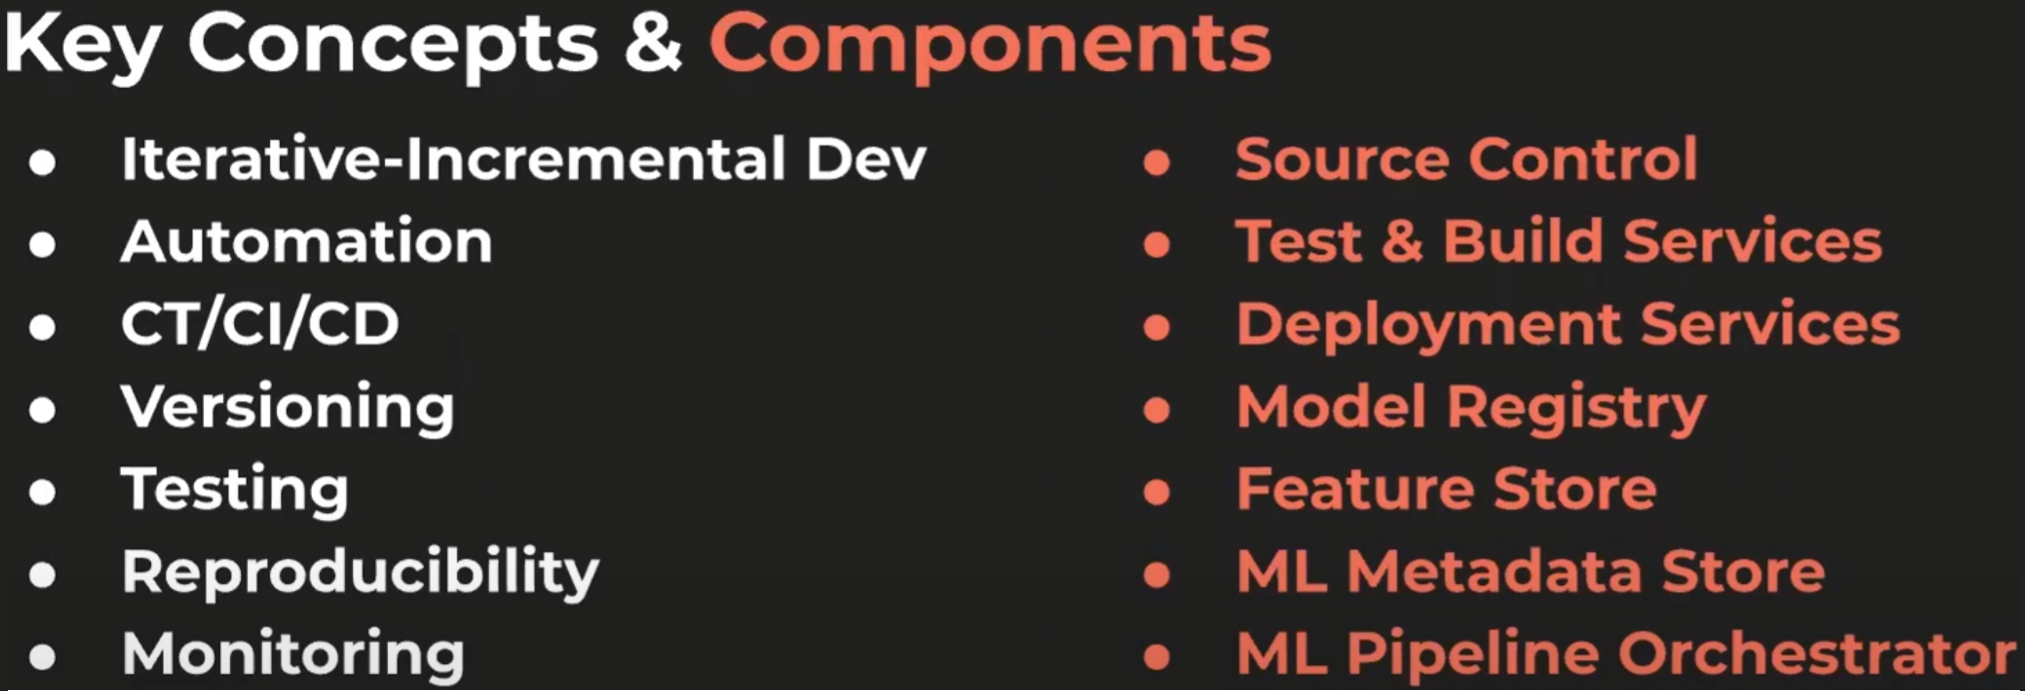 Key Concepts & Components
Iterative-Incremental Dev
Automation
CT/CI/CD
Versioning
Testing
Reproducibility
Monitoring
Source Control
Test & Build Services
Deployment Services
Model Registry
Feature Store
ML Metadata Store
ML Pipeline Orchestrator